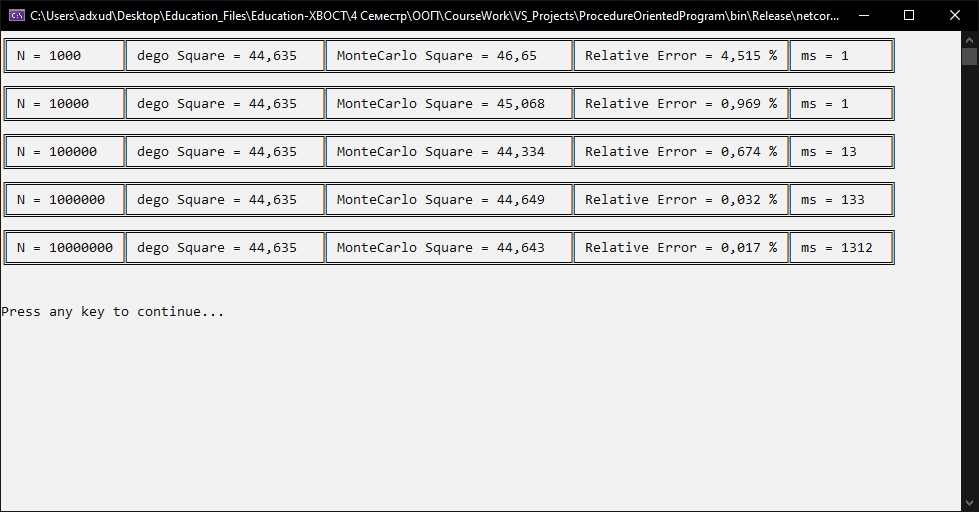 C:\Users\adxud\Desktop\Education_Files\Education-ХВОСТ\4 Семестр\ООП\CourseWork\VS_Projects\ProcedureOrientedProgram\bin\Release\netcor...
N = 1000 dego Square = 44,635 MonteCarlo Square = 46,65 Relative Error = 4,515 % ms = 1
N = 10000 dego Square = 44,635 MonteCarlo Square = 45,068 Relative Error = 0,969 % ms = 1
N = 100000 dego Square = 44,635 MonteCarlo Square = 44,334 Relative Error = 0,674 % ms = 13
N = 1000000 dego Square = 44,635 MonteCarlo Square = 44,649 Relative Error = 0,032 % ms = 133
N = 10000000 dego Square = 44,635 MonteCarlo Square = 44,643 Relative Error = 0,017 % ms = 1312
Press any key to continue...